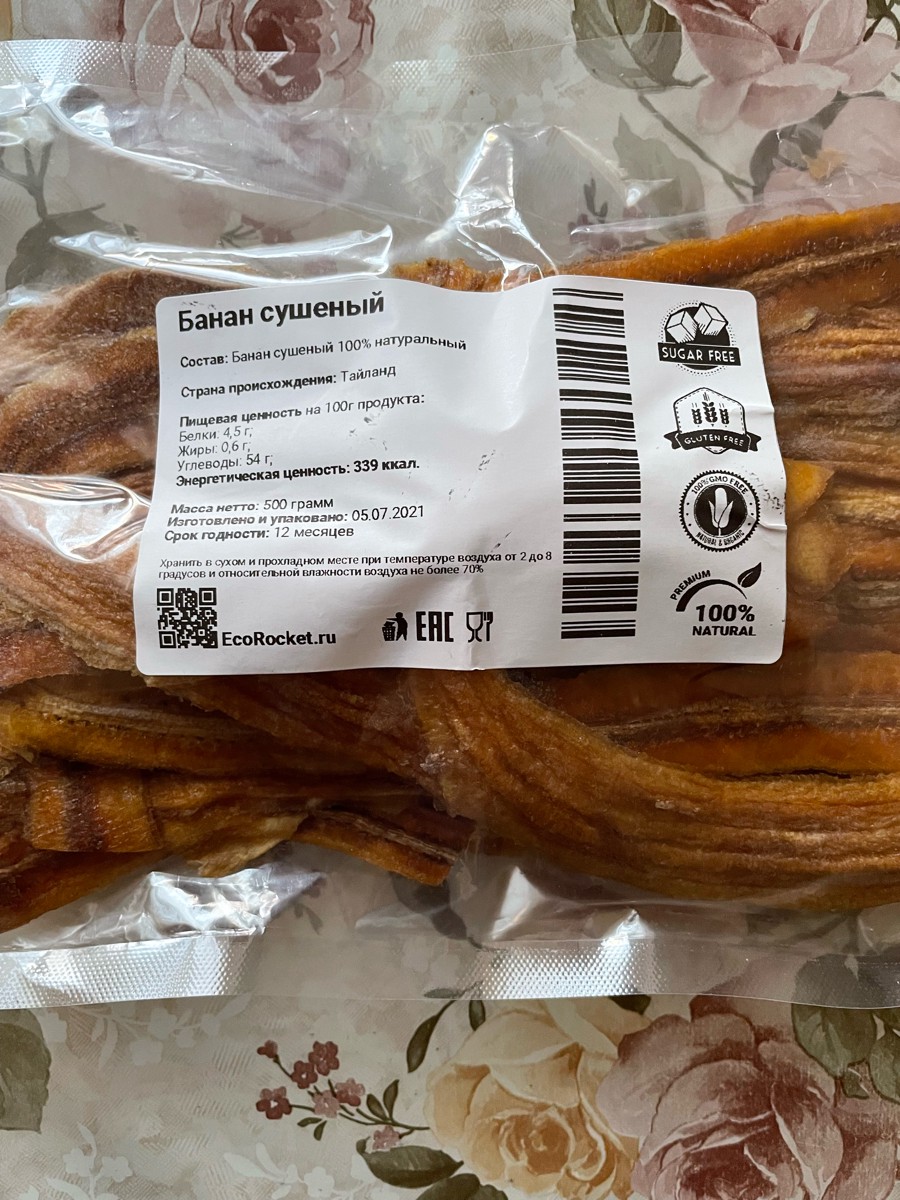 Банан сушеный
Состав: Банан сушеный 100% натуральный
Страна происхождения: Тайланд
Пищевая ценность на 100г продукта:
Белки: 4,5 г;
Жиры: 0,6 г;
Углеводы: 54 г;
Энергетическая ценность: 339 ккал.
Масса нетто: 500 грамм
Изготовлено и упаковано: 05.07.2021
Срок годности: 12 месяцев
Хранить в сухом и прохладном месте при температуре воздуха от 2 до 8
градусов и относительной влажности воздуха не более 70%
EcoRocket.ru
EAC
SUGAR FREE
GLUTEN FREE
100% GMO FREE
NATURAL & ORGANIC
PREMIUM
100%
NATURAL